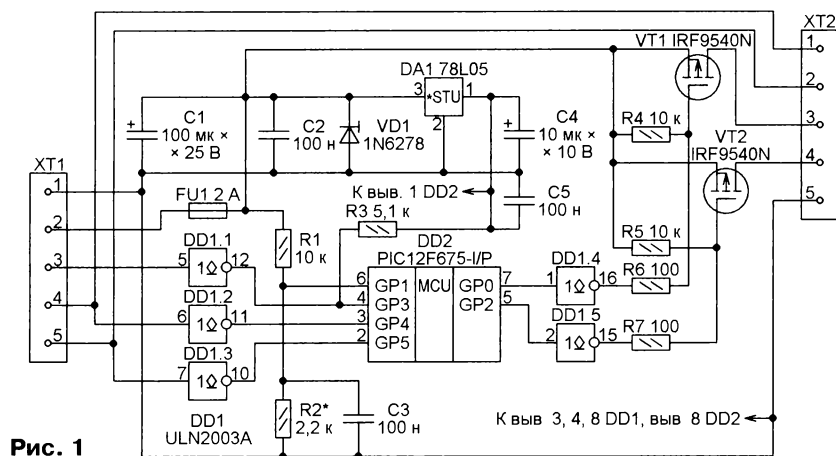 XT2
VT1 IRF9540N
1
2
3
4
5
DA1 78L05
3
*STU
1
2
C1
100 мк ×
× 25 В
C2
100 н
VD1
1N6278
C4
10 мк ×
× 10 В
R4 10 к
VT2
IRF9540N
XT1
1
2
3
4
5
FU1 2 А
К выв. 1 DD2
C5
100 н
R3 5,1 к
R1
10 к
R5 10 к
DD2
PIC12F675-I/P
DD1.1
5
1
12
DD1.2
6
1
11
DD1.3
7
1
10
6
GP1
4
GP3
3
GP4
2
GP5
MCU
GP0
7
GP2
5
DD1.4
1
1
16
R6 100
DD1 5
2
1
15
R7 100
DD1
ULN2003A
R2*
2,2 к
C3
100 н
К выв 3, 4, 8 DD1, выв 8 DD2
Рис. 1